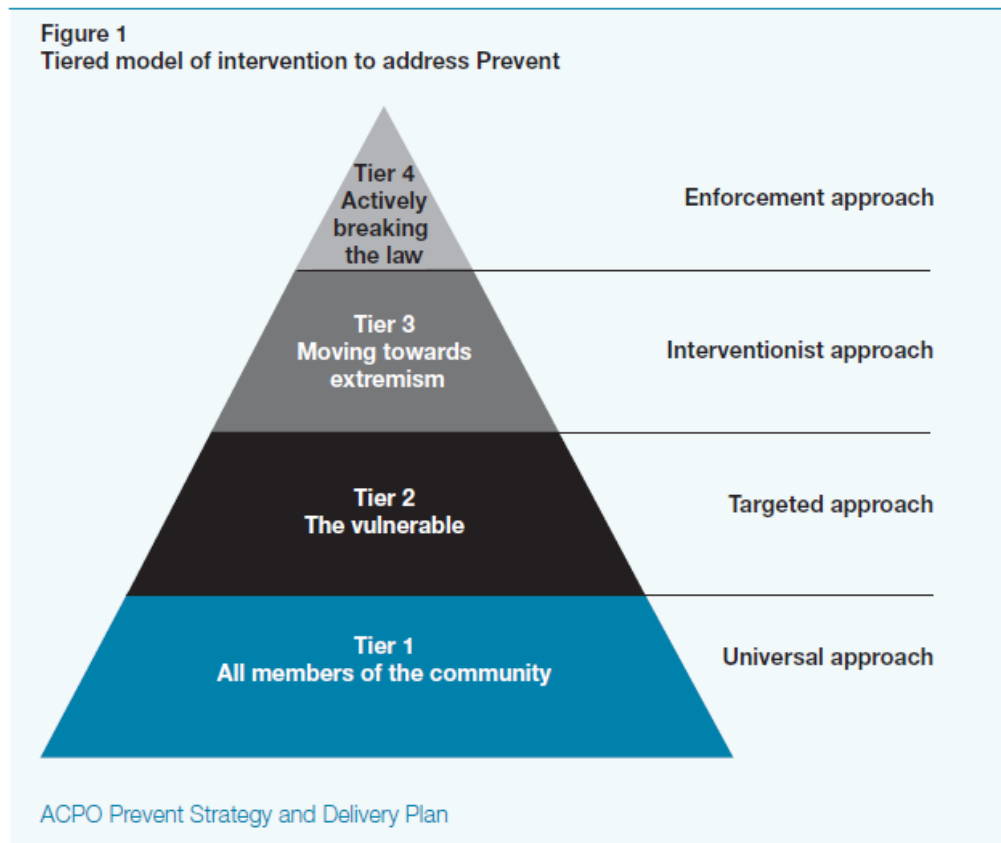 Figure 1
Tiered model of intervention to address Prevent
Tier 4
Actively
breaking
the law
Enforcement approach
Tier 3
Moving towards
extremism
Interventionist approach
Tier 2
The vulnerable
Targeted approach
Tier 1
All members of the community
Universal approach
ACPO Prevent Strategy and Delivery Plan